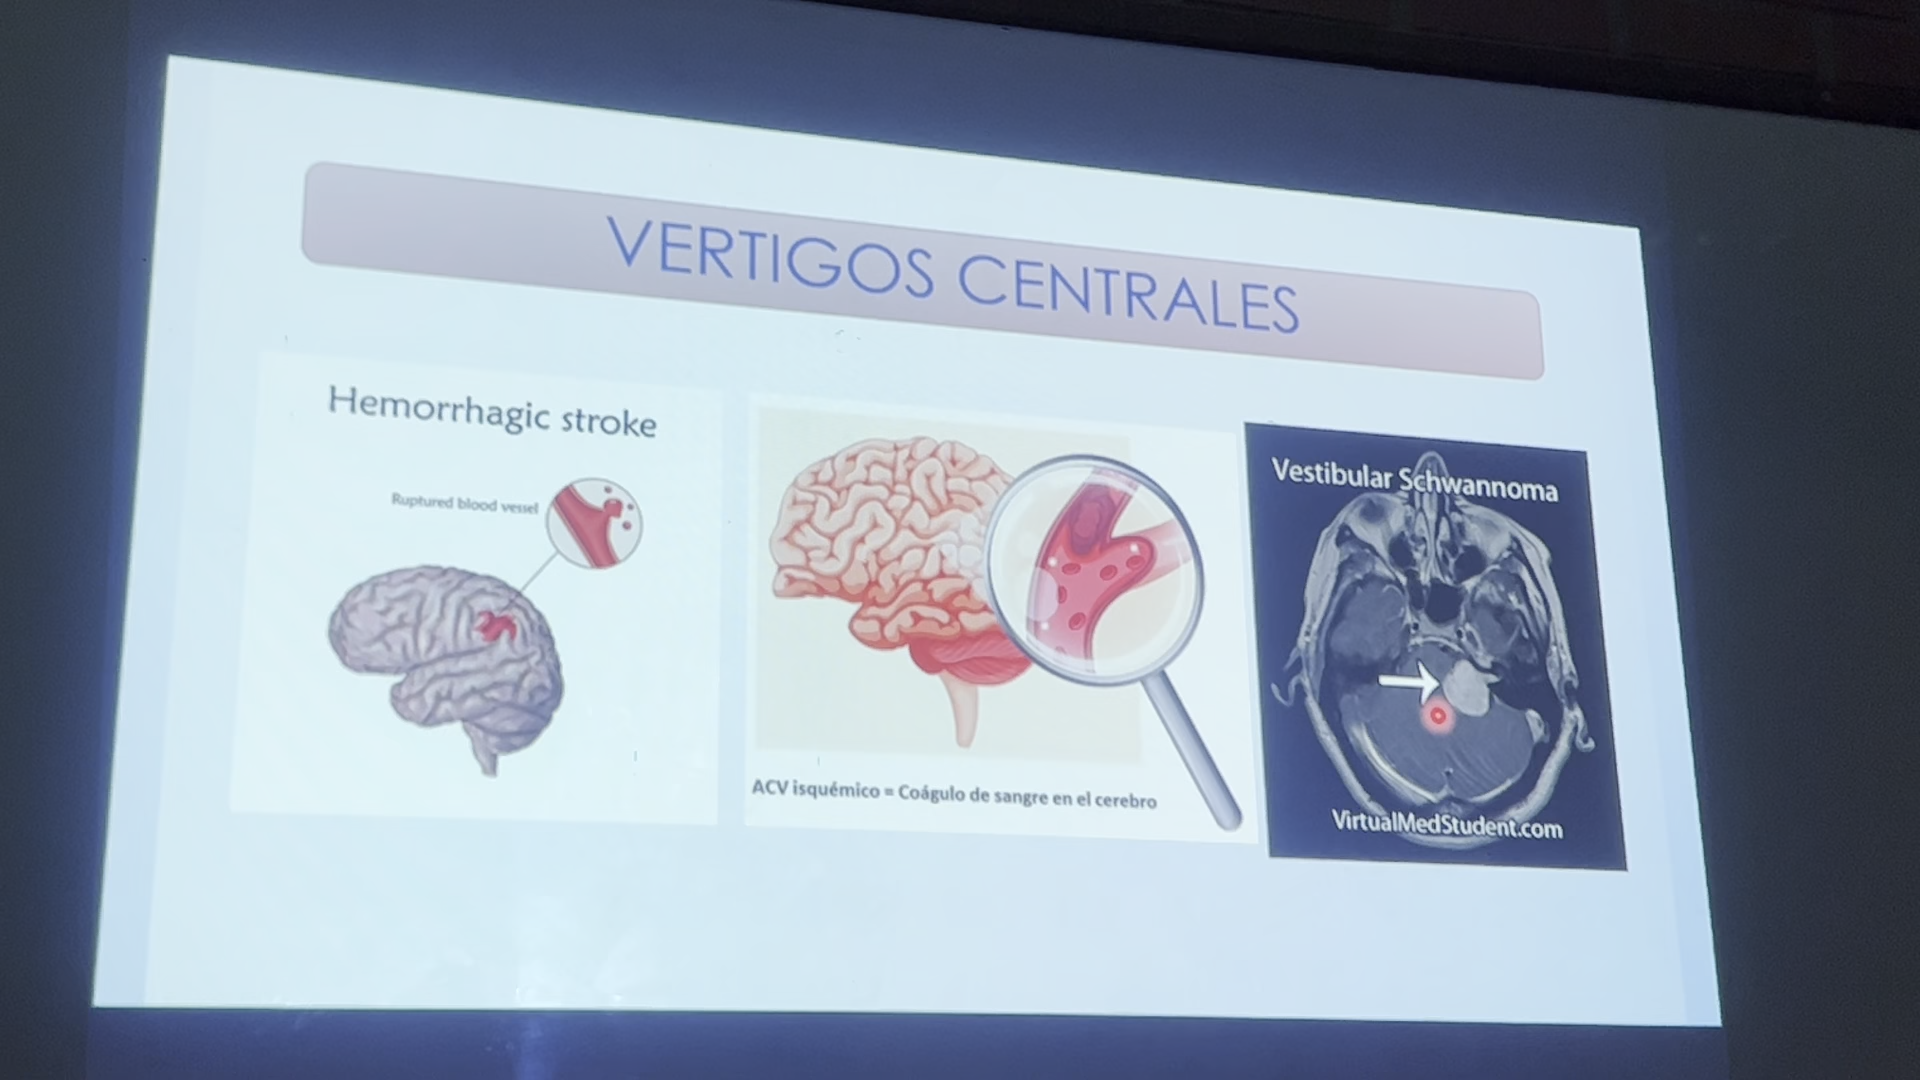 VERTIGOS CENTRALES
Hemorrhagic stroke
Ruptured blood vessel
ACV isquémico = Coágulo de sangre en el cerebro
Vestibular Schwannoma
VirtualMedStudent.com